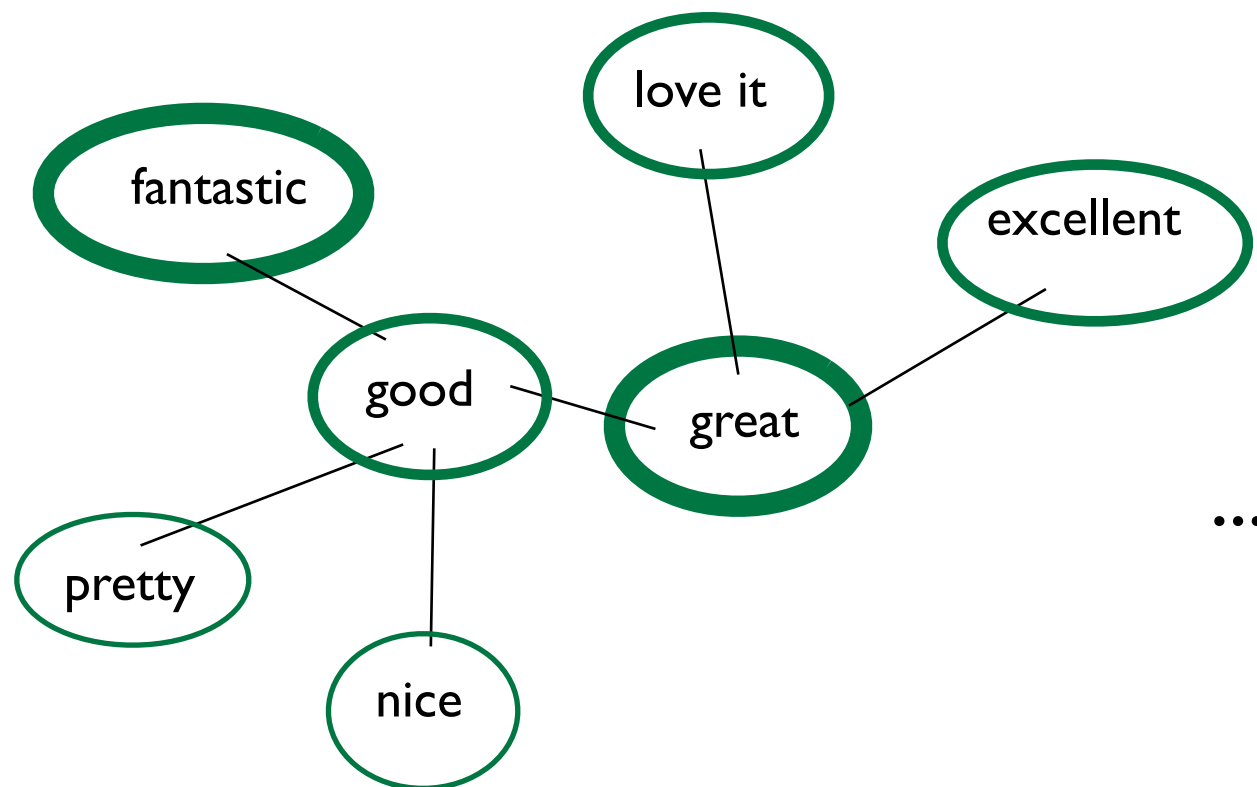 love it
fantastic
excellent
good
great
...
pretty
nice